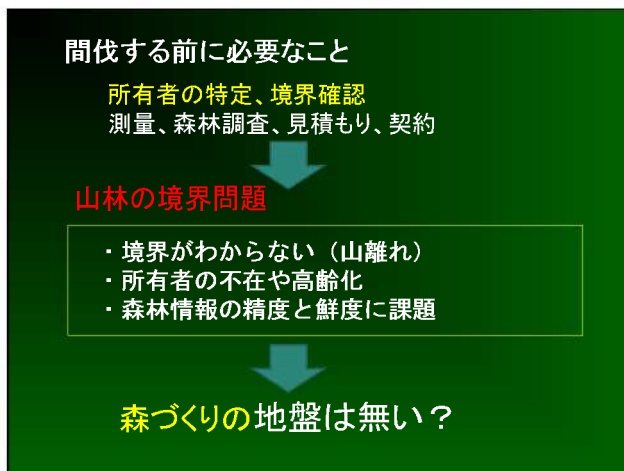 間伐する前に必要なこと
所有者の特定、境界確認
測量、森林調査、見積もり、契約
山林の境界問題
・境界がわからない（山離れ）
・所有者の不在や高齢化
・森林情報の精度と鮮度に課題
森づくりの地盤は無い？